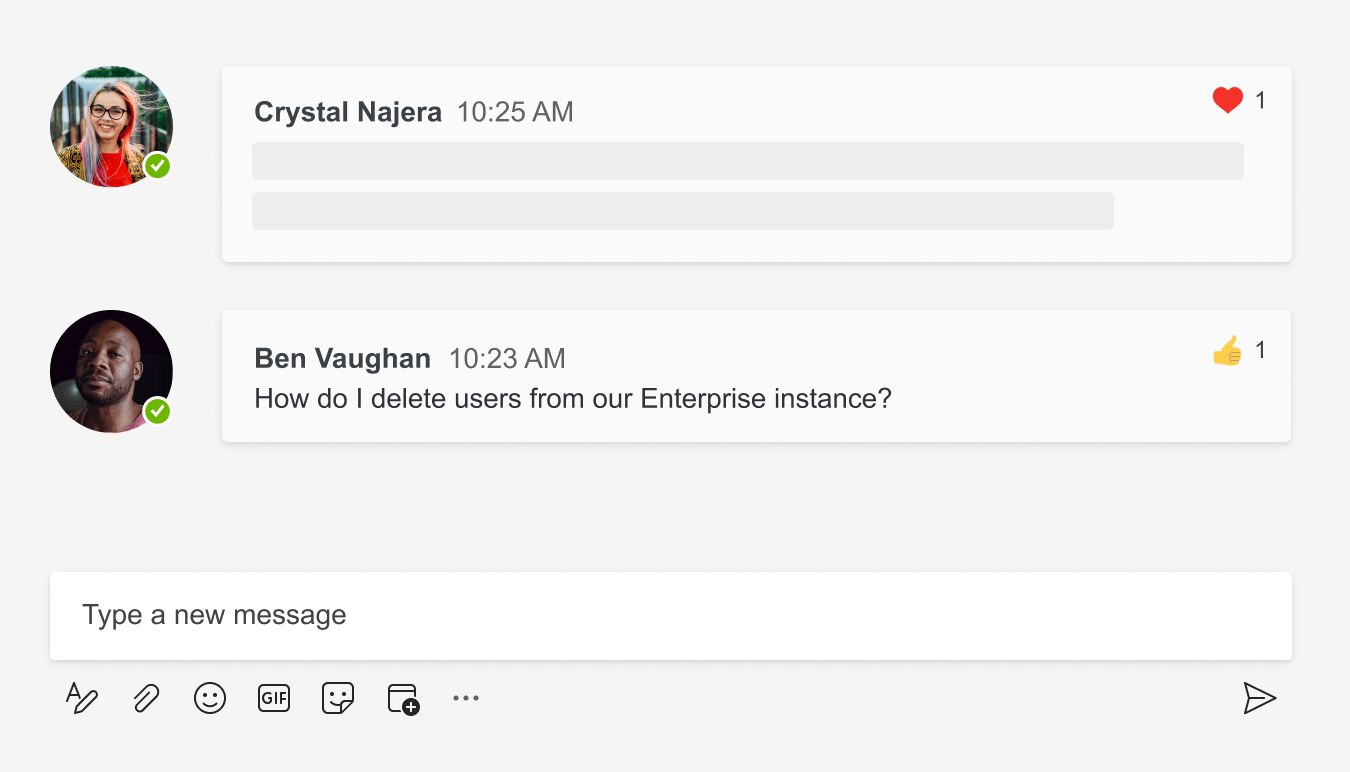 Crystal Najera 10:25 AM
1
Ben Vaughan 10:23 AM
1
How do I delete users from our Enterprise instance?
Type a new message
A
GIF